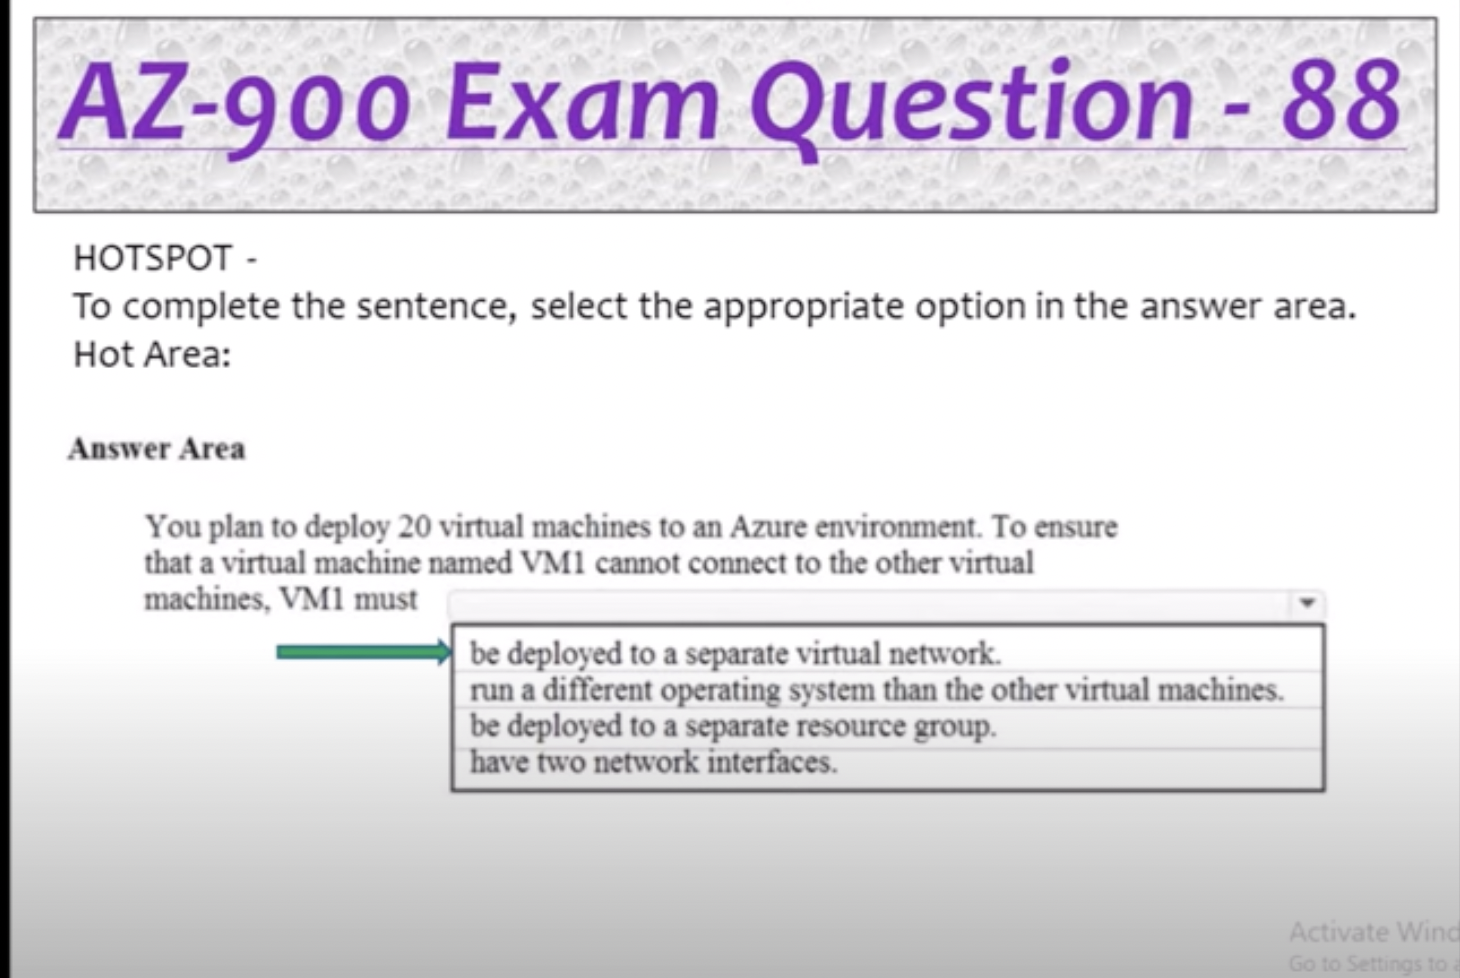 AZ-900 Exam Question - 88
HOTSPOT -
To complete the sentence, select the appropriate option in the answer area.
Hot Area:
Answer Area
You plan to deploy 20 virtual machines to an Azure environment. To ensure
that a virtual machine named VM1 cannot connect to the other virtual
machines, VM1 must
be deployed to a separate virtual network.
run a different operating system than the other virtual machines.
be deployed to a separate resource group.
have two network interfaces.
Activate Wind
Go to Settings to a